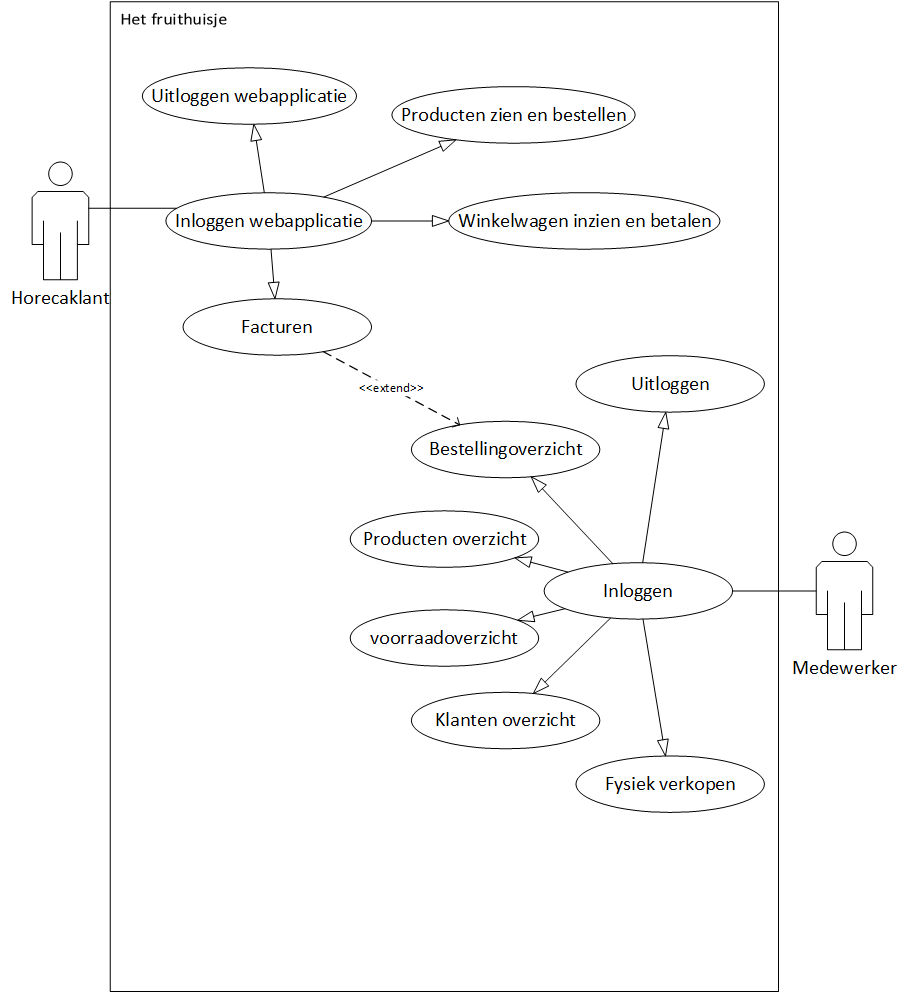 Het fruithuisje
Uitloggen webapplicatie
Producten zien en bestellen
Inloggen webapplicatie
Winkelwagen inzien en betalen
Horecaklant
Facturen
<<extend>>
Uitloggen
Bestellingoverzicht
Producten overzicht
Inloggen
voorraadoverzicht
Medewerker
Klanten overzicht
Fysiek verkopen